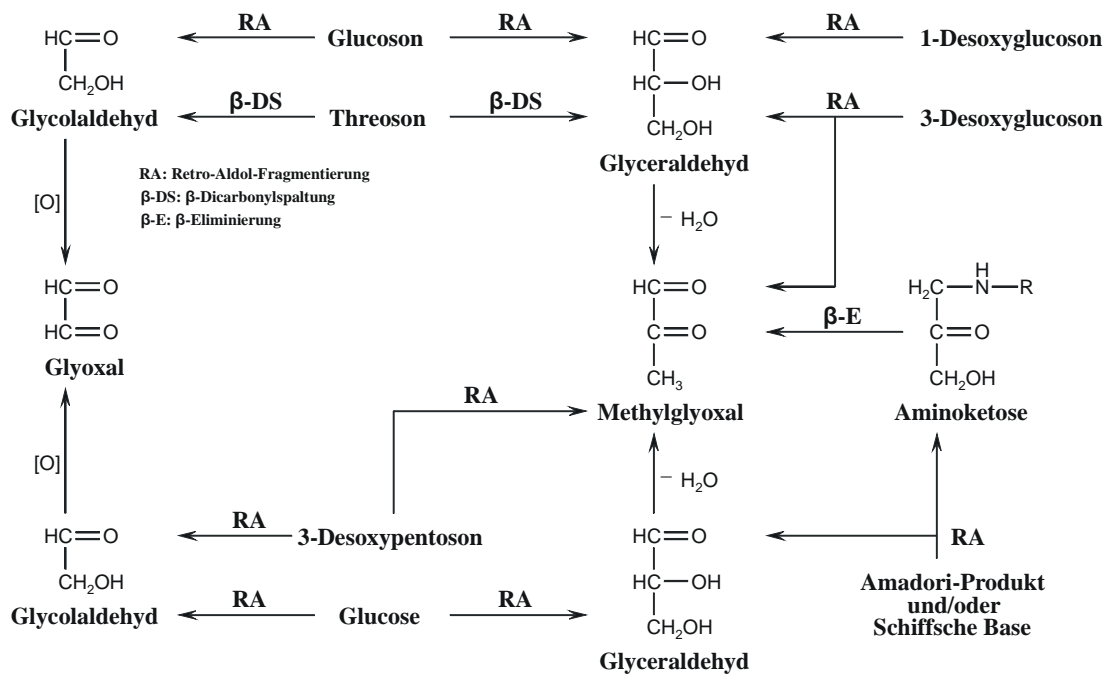 HC=O RA Glucoson RA HC=O RA 1-Desoxyglucoson
CH₂OH HC—OH
Glycolaldehyd β-DS Threoson β-DS CH₂OH RA 3-Desoxyglucoson
Glyceraldehyd
RA: Retro-Aldol-Fragmentierung
β-DS: β-Dicarbonylspaltung
β-E: β-Eliminierung
[O] – H₂O
HC=O HC=O H
H₂C—N—R
HC=O C=O β-E C=O
Glyoxal CH₃ CH₂OH
RA Methylglyoxal Aminoketose
[O] – H₂O
HC=O RA 3-Desoxypentoson HC=O RA
CH₂OH HC—OH Amadori-Produkt
und/oder
Glycolaldehyd RA Glucose RA CH₂OH Schiffsche Base
Glyceraldehyd